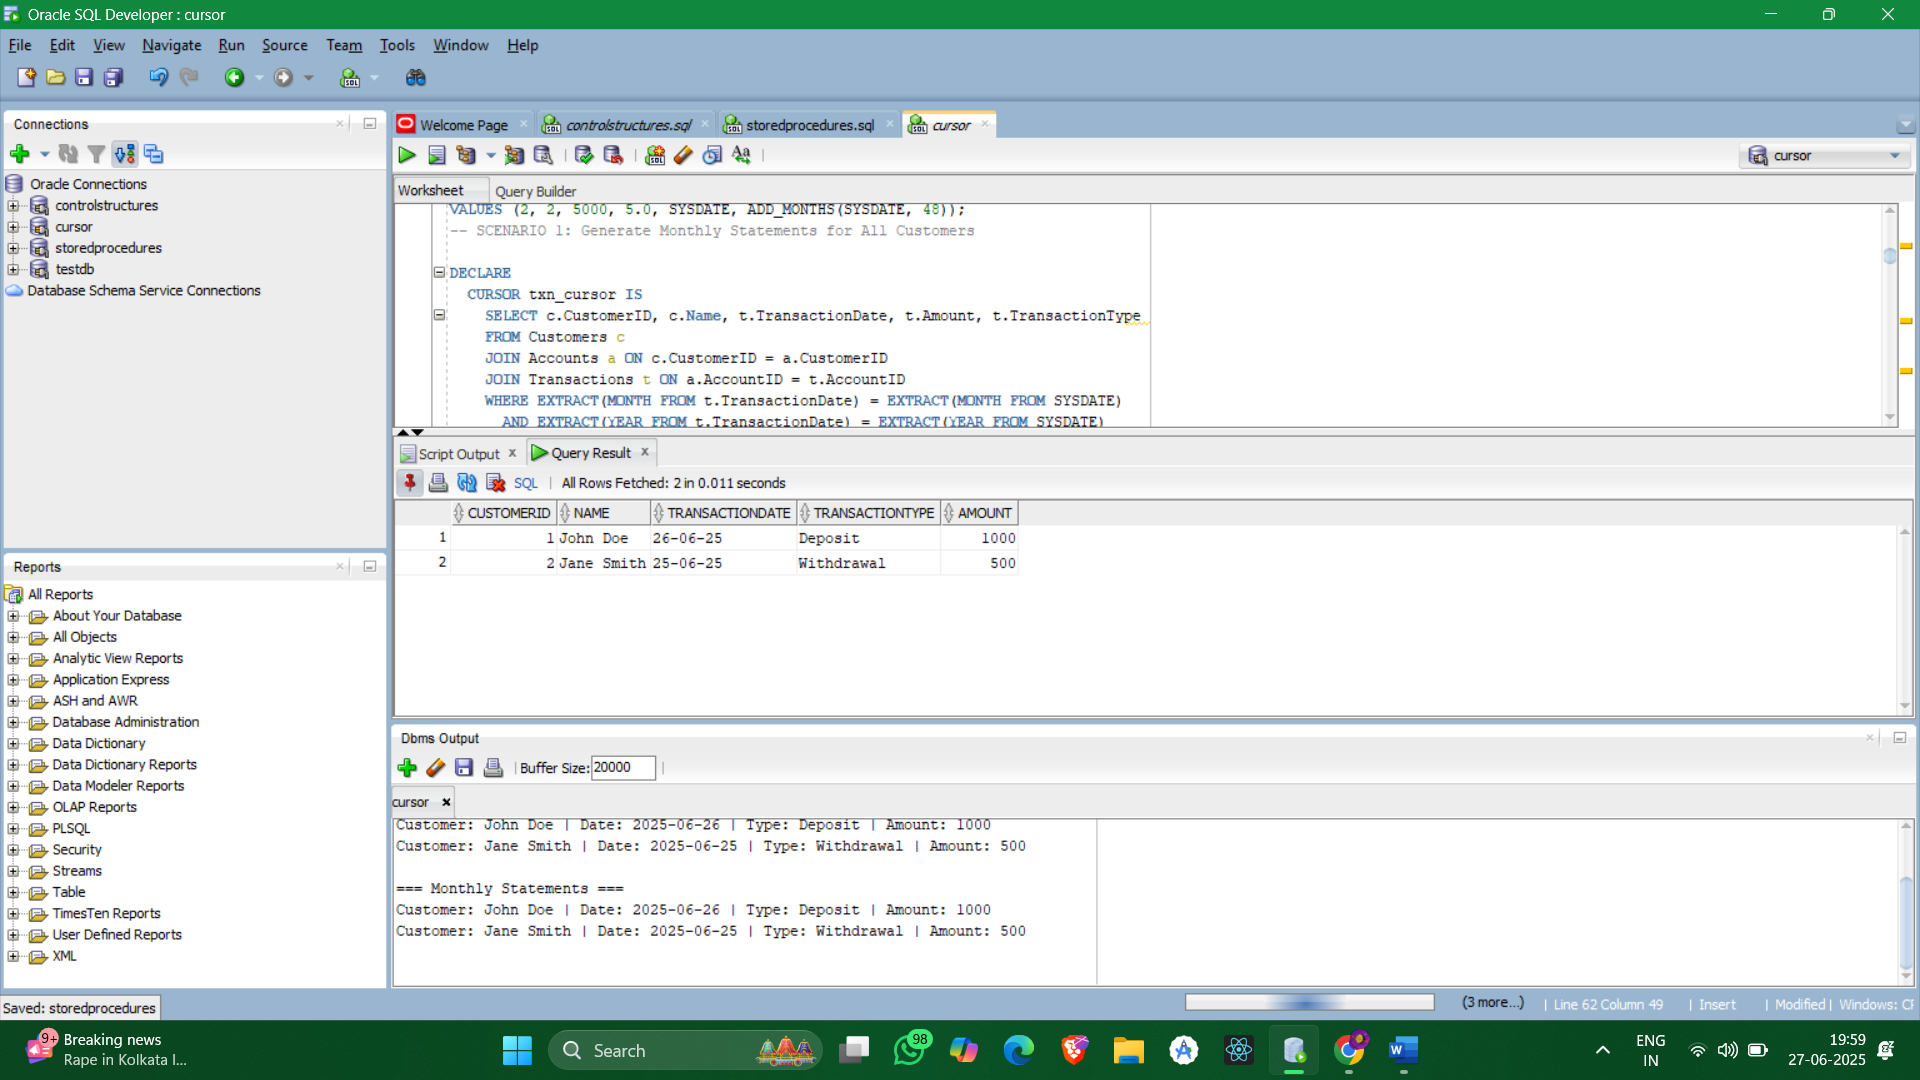 Oracle SQL Developer : cursor
File Edit View Navigate Run Source Team Tools Window Help
Connections
Oracle Connections
controlstructures
cursor
storedprocedures
testdb
Database Schema Service Connections
Reports
All Reports
About Your Database
All Objects
Analytic View Reports
Application Express
ASH and AWR
Database Administration
Data Dictionary
Data Dictionary Reports
Data Modeler Reports
OLAP Reports
PLSQL
Security
Streams
Table
TimesTen Reports
User Defined Reports
XML
Welcome Page controlstructures.sql storedprocedures.sql cursor
cursor
Worksheet Query Builder
VALUES (2, 2, 5000, 5.0, SYSDATE, ADD_MONTHS(SYSDATE, 48));
-- SCENARIO 1: Generate Monthly Statements for All Customers
DECLARE
CURSOR txn_cursor IS
SELECT c.CustomerID, c.Name, t.TransactionDate, t.Amount, t.TransactionType
FROM Customers c
JOIN Accounts a ON c.CustomerID = a.CustomerID
JOIN Transactions t ON a.AccountID = t.AccountID
WHERE EXTRACT(MONTH FROM t.TransactionDate) = EXTRACT(MONTH FROM SYSDATE)
AND EXTRACT(YEAR FROM t.TransactionDate) = EXTRACT(YEAR FROM SYSDATE)
Script Output x Query Result x
SQL | All Rows Fetched: 2 in 0.011 seconds
CUSTOMERID NAME TRANSACTIONDATE TRANSACTIONTYPE AMOUNT
1 1 John Doe 26-06-25 Deposit 1000
2 2 Jane Smith 25-06-25 Withdrawal 500
Dbms Output
Buffer Size: 20000
cursor
Customer: John Doe | Date: 2025-06-26 | Type: Deposit | Amount: 1000
Customer: Jane Smith | Date: 2025-06-25 | Type: Withdrawal | Amount: 500
=== Monthly Statements ===
Customer: John Doe | Date: 2025-06-26 | Type: Deposit | Amount: 1000
Customer: Jane Smith | Date: 2025-06-25 | Type: Withdrawal | Amount: 500
Saved: storedprocedures
(3 more...) | Line 62 Column 49 | Insert | Modified | Windows: CF
9+ Breaking news
Rape in Kolkata I...
Search
98
ENG
IN
19:59
27-06-2025